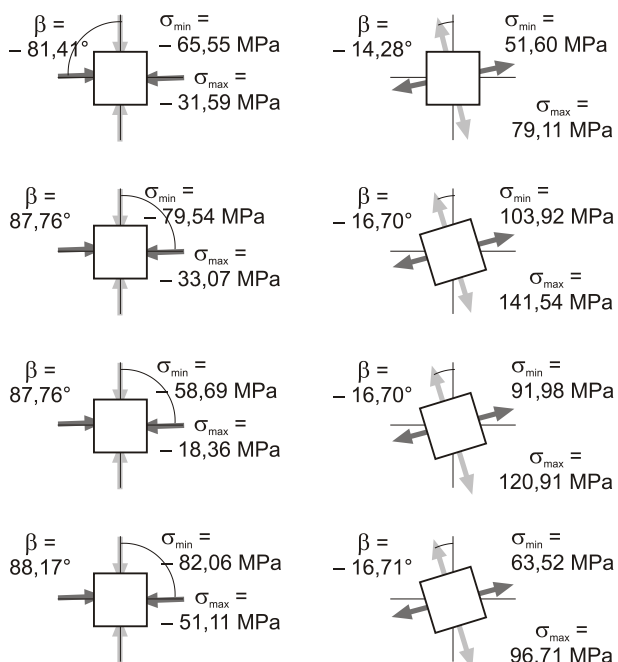 β =
– 81,41°
σmin =
– 65,55 MPa
σmax =
– 31,59 MPa
β =
– 14,28°
σmin =
51,60 MPa
σmax =
79,11 MPa
β =
87,76°
σmin =
– 79,54 MPa
σmax =
– 33,07 MPa
β =
– 16,70°
σmin =
103,92 MPa
σmax =
141,54 MPa
β =
87,76°
σmin =
– 58,69 MPa
σmax =
– 18,36 MPa
β =
– 16,70°
σmin =
91,98 MPa
σmax =
120,91 MPa
β =
88,17°
σmin =
– 82,06 MPa
σmax =
– 51,11 MPa
β =
– 16,71°
σmin =
63,52 MPa
σmax =
96,71 MPa